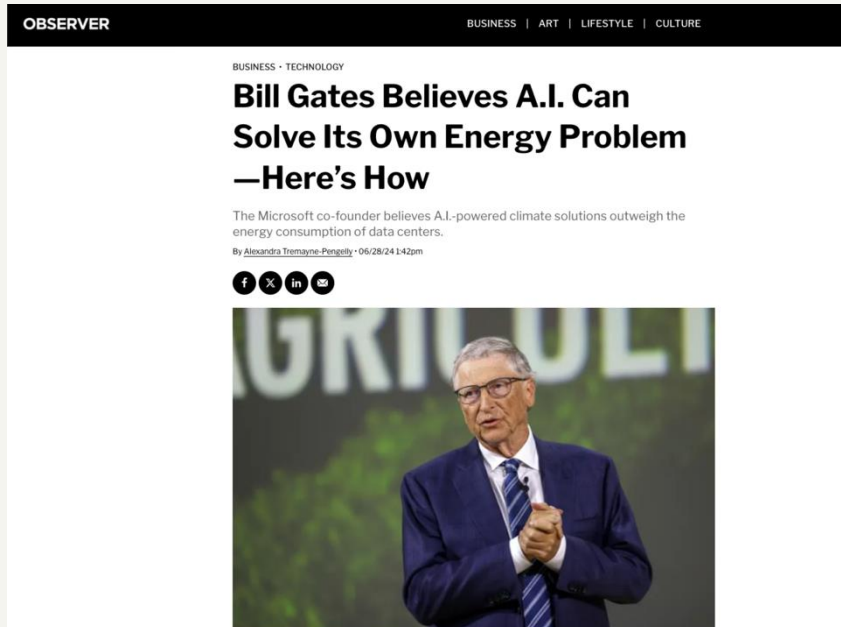 OBSERVER
BUSINESS | ART | LIFESTYLE | CULTURE
BUSINESS • TECHNOLOGY
Bill Gates Believes A.I. Can
Solve Its Own Energy Problem
—Here’s How
The Microsoft co-founder believes A.I.-powered climate solutions outweigh the
energy consumption of data centers.
By Alexandra Tremayne-Pengelly • 06/28/24 1:42pm
AGRICULT